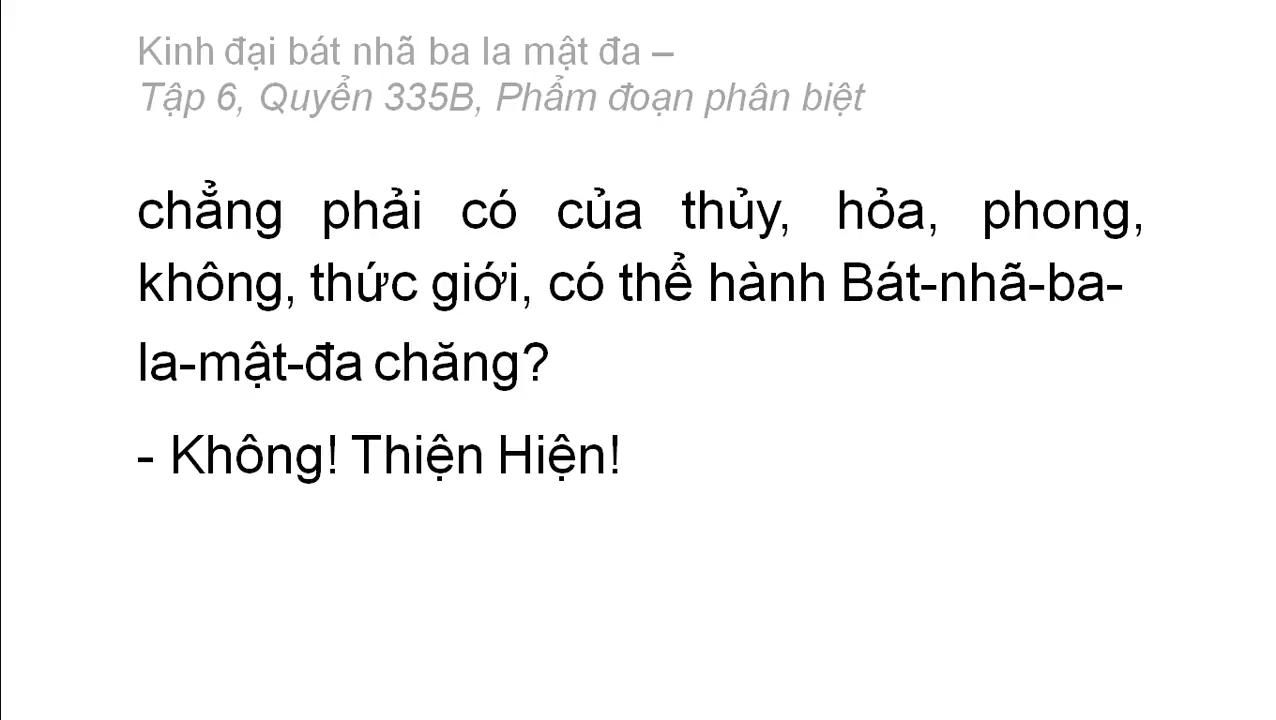 Kinh đại bát nhã ba la mật đa –
Tập 6, Quyển 335B, Phẩm đoạn phân biệt
chẳng phải có của thủy, hỏa, phong,
không, thức giới, có thể hành Bát-nhã-ba-
la-mật-đa chăng?
- Không! Thiện Hiện!